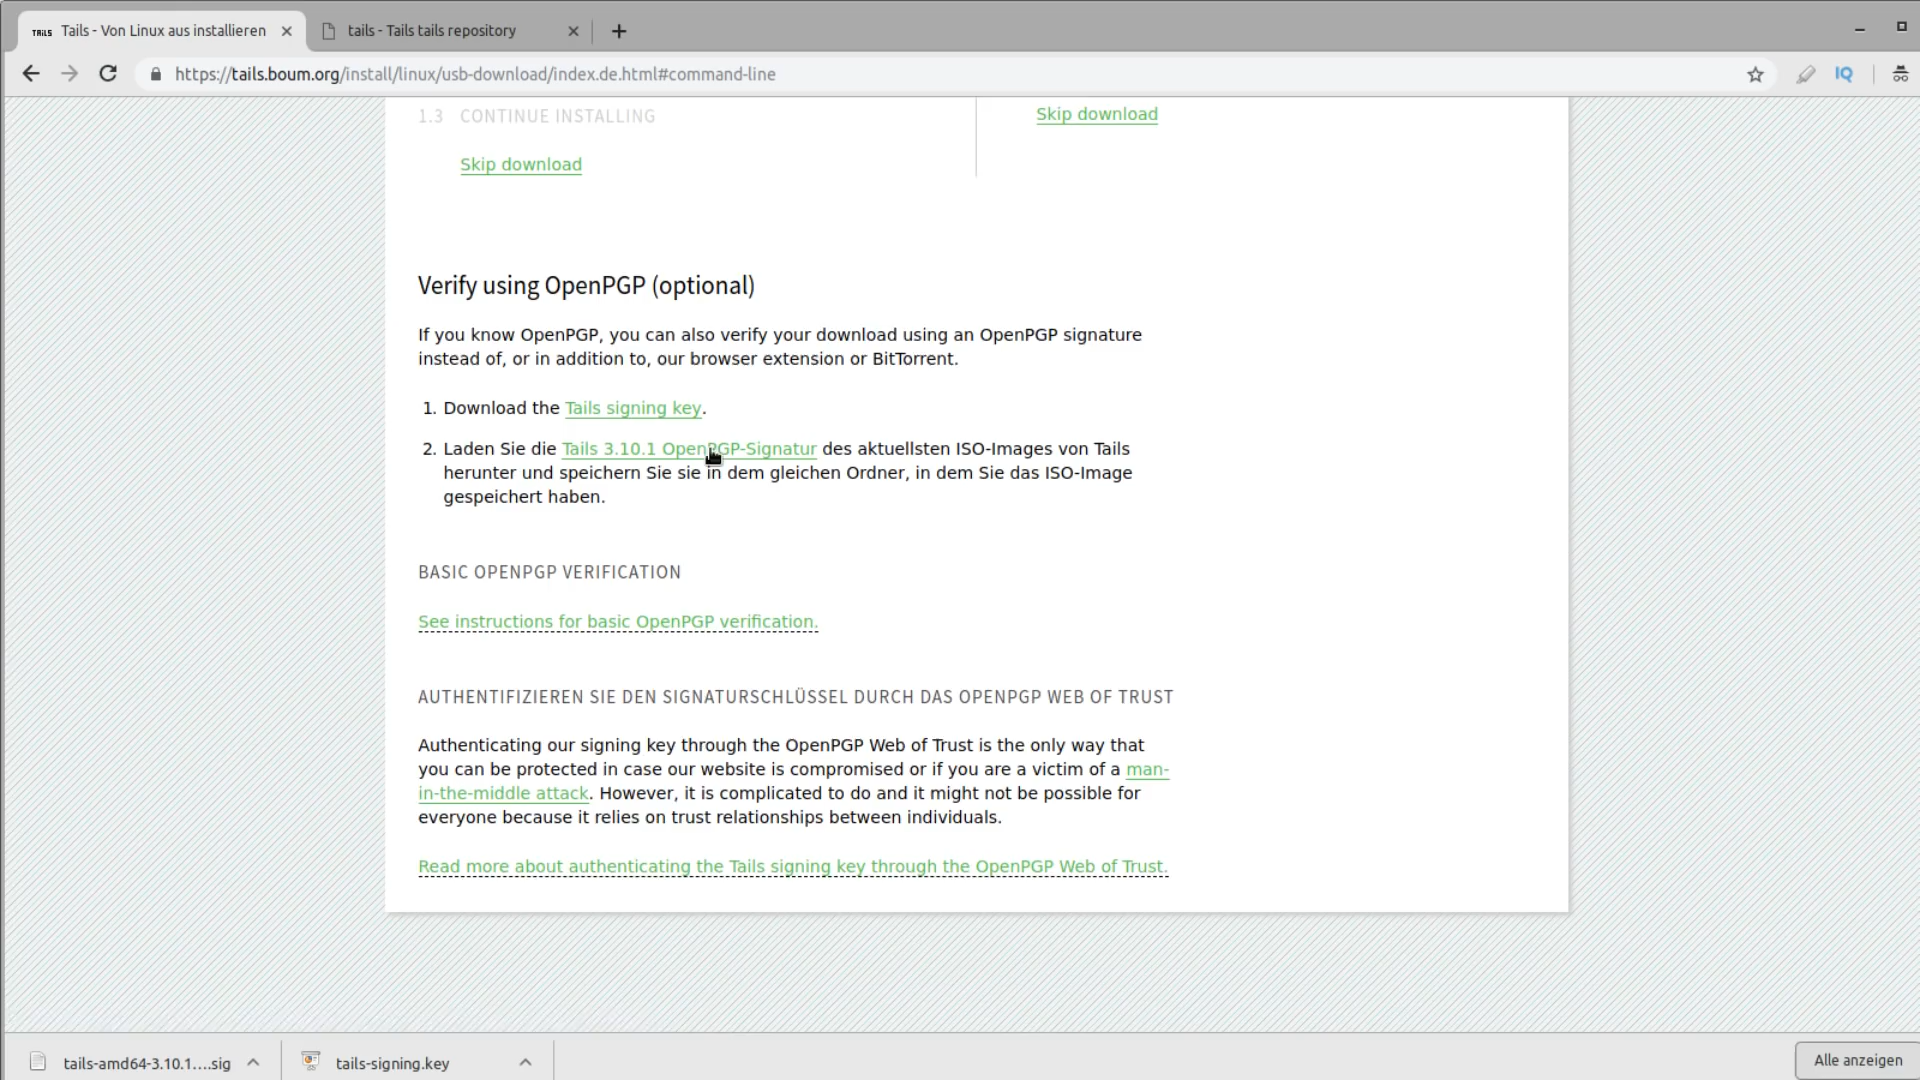 TAILS Tails - Von Linux aus installieren
tails - Tails tails repository
https://tails.boum.org/install/linux/usb-download/index.de.html#command-line
IQ
1.3 CONTINUE INSTALLING
Skip download
Skip download
Verify using OpenPGP (optional)
If you know OpenPGP, you can also verify your download using an OpenPGP signature
instead of, or in addition to, our browser extension or BitTorrent.
1. Download the Tails signing key.
2. Laden Sie die Tails 3.10.1 OpenPGP-Signatur des aktuellsten ISO-Images von Tails
herunter und speichern Sie sie in dem gleichen Ordner, in dem Sie das ISO-Image
gespeichert haben.
BASIC OPENPGP VERIFICATION
See instructions for basic OpenPGP verification.
AUTHENTIFIZIEREN SIE DEN SIGNATURSCHLÜSSEL DURCH DAS OPENPGP WEB OF TRUST
Authenticating our signing key through the OpenPGP Web of Trust is the only way that
you can be protected in case our website is compromised or if you are a victim of a man-
in-the-middle attack. However, it is complicated to do and it might not be possible for
everyone because it relies on trust relationships between individuals.
Read more about authenticating the Tails signing key through the OpenPGP Web of Trust.
tails-amd64-3.10.1....sig
tails-signing.key
Alle anzeigen